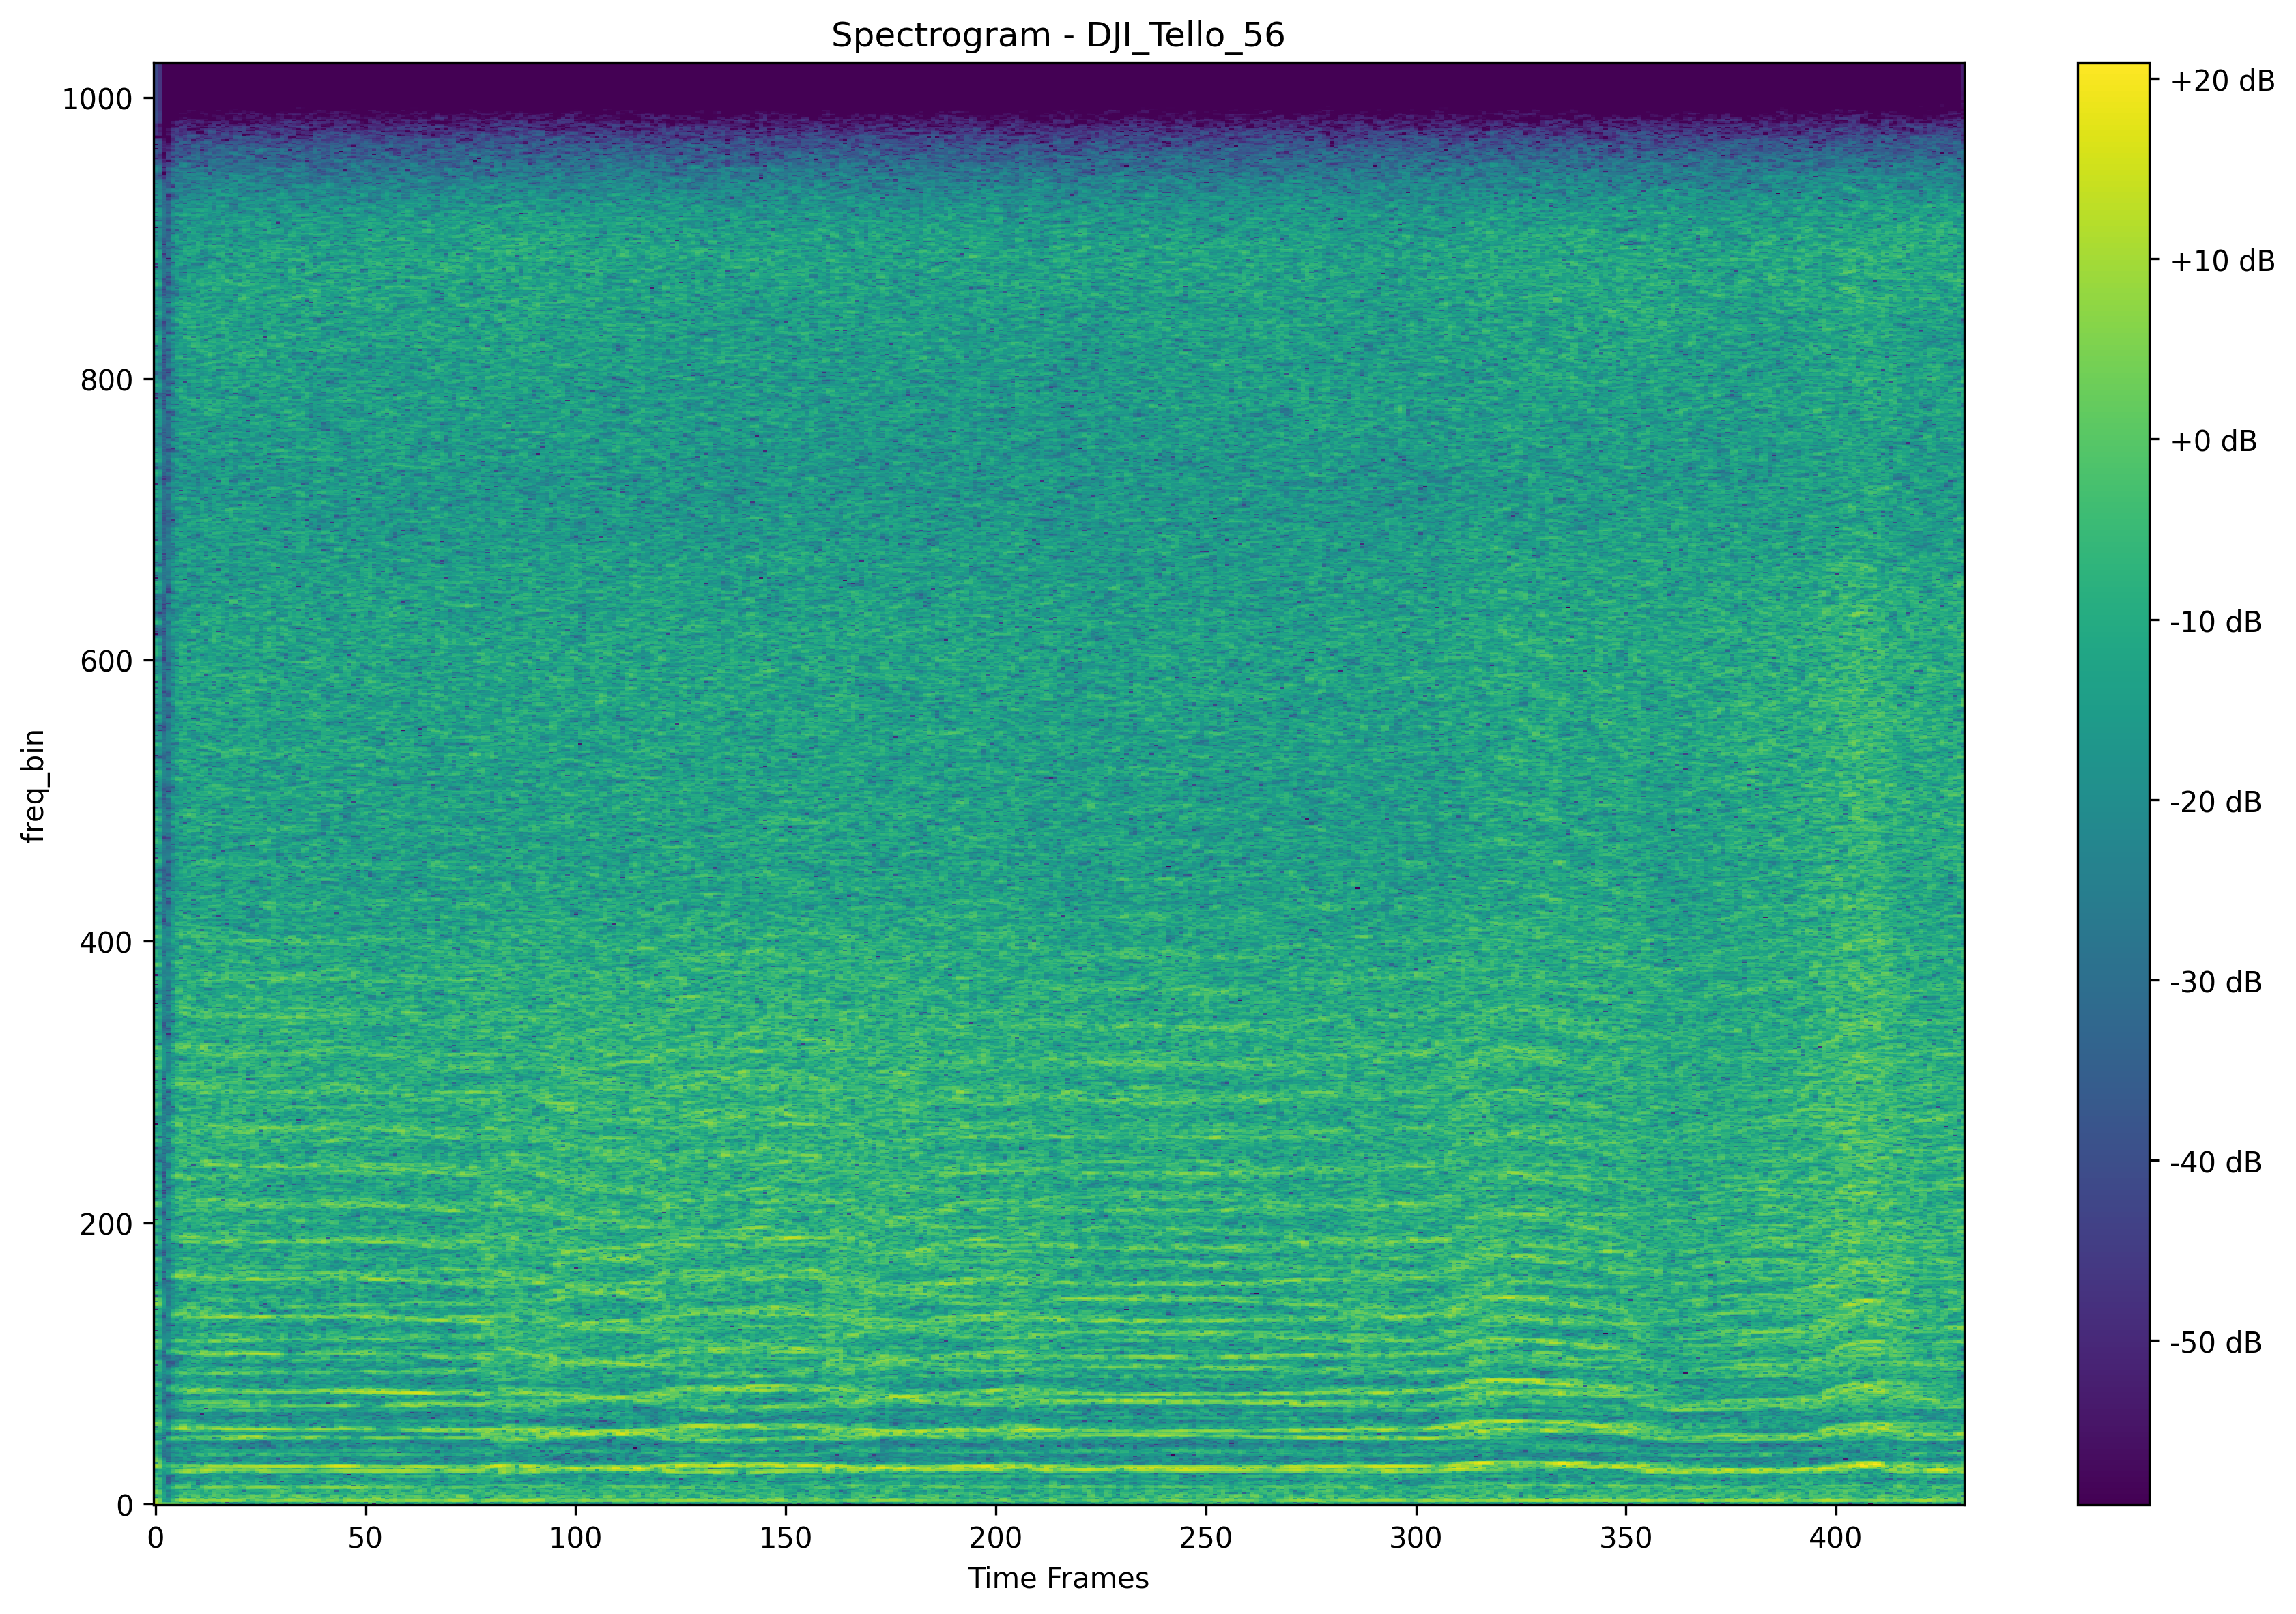 Spectrogram - DJI_Tello_56
freq_bin
1000
800
600
400
200
0
0 50 100 150 200 250 300 350 400
Time Frames
+20 dB
+10 dB
+0 dB
-10 dB
-20 dB
-30 dB
-40 dB
-50 dB